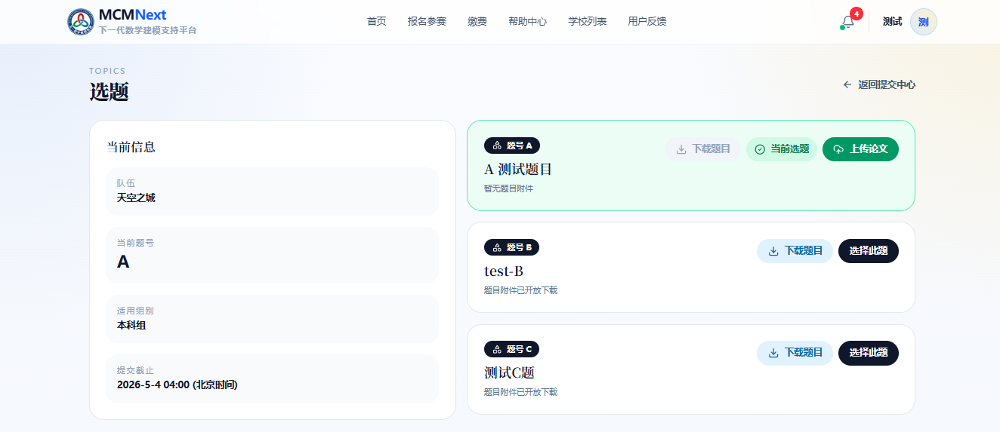 MCMNext
下一代数学建模支持平台
首页
报名参赛
缴费
帮助中心
学校列表
用户反馈
4
测试
测
TOPICS
选题
返回提交中心
当前信息
队伍
天空之城
当前题号
A
适用组别
本科组
提交截止
2026-5-4 04:00 (北京时间)
题号 A
A 测试题目
暂无题目附件
下载题目
当前选题
上传论文
题号 B
test-B
题目附件已开放下载
下载题目
选择此题
题号 C
测试C题
题目附件已开放下载
下载题目
选择此题